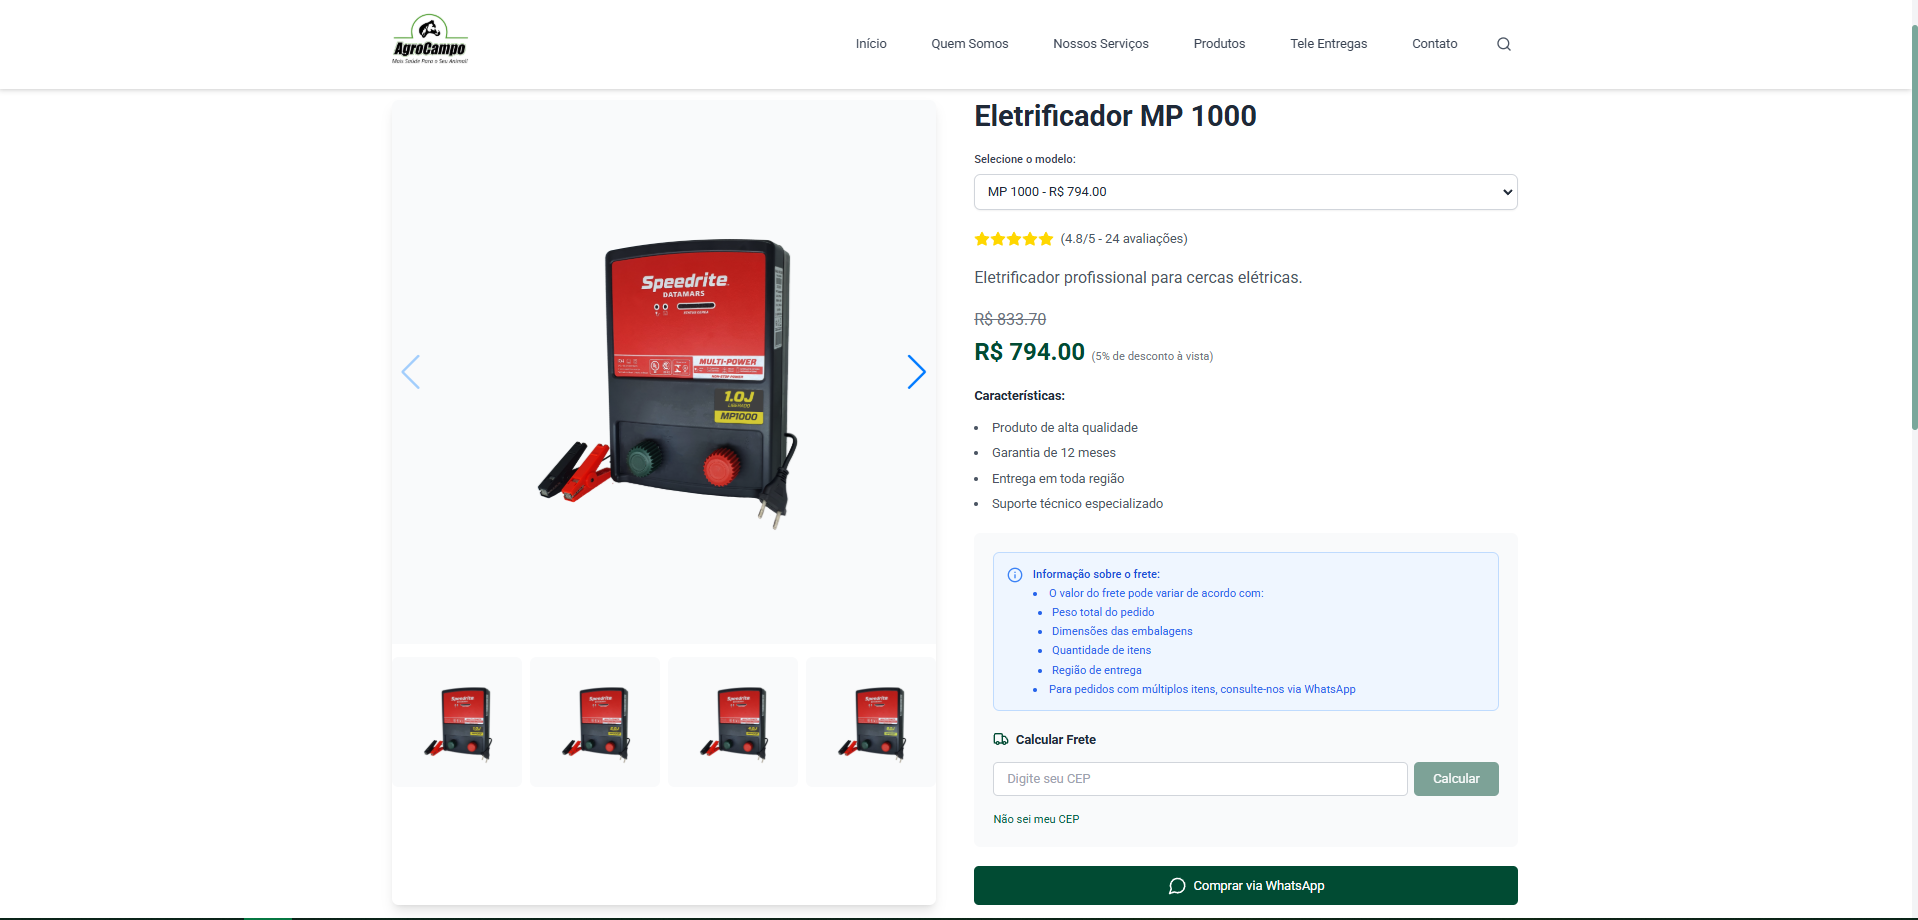 AgroCampo
Mais Saúde Para o Seu Animal!
Início
Quem Somos
Nossos Serviços
Produtos
Tele Entregas
Contato
Speedrite
DATAMARS
MULTI-POWER
NON-STOP POWER
1.0J
LIBERADO
MP1000
Eletrificador MP 1000
Selecione o modelo:
MP 1000 - R$ 794.00
(4.8/5 - 24 avaliações)
Eletrificador profissional para cercas elétricas.
R$ 833.70
R$ 794.00 (5% de desconto à vista)
Características:
Produto de alta qualidade
Garantia de 12 meses
Entrega em toda região
Suporte técnico especializado
Informação sobre o frete:
O valor do frete pode variar de acordo com:
Peso total do pedido
Dimensões das embalagens
Quantidade de itens
Região de entrega
Para pedidos com múltiplos itens, consulte-nos via WhatsApp
Calcular Frete
Digite seu CEP
Calcular
Não sei meu CEP
Comprar via WhatsApp